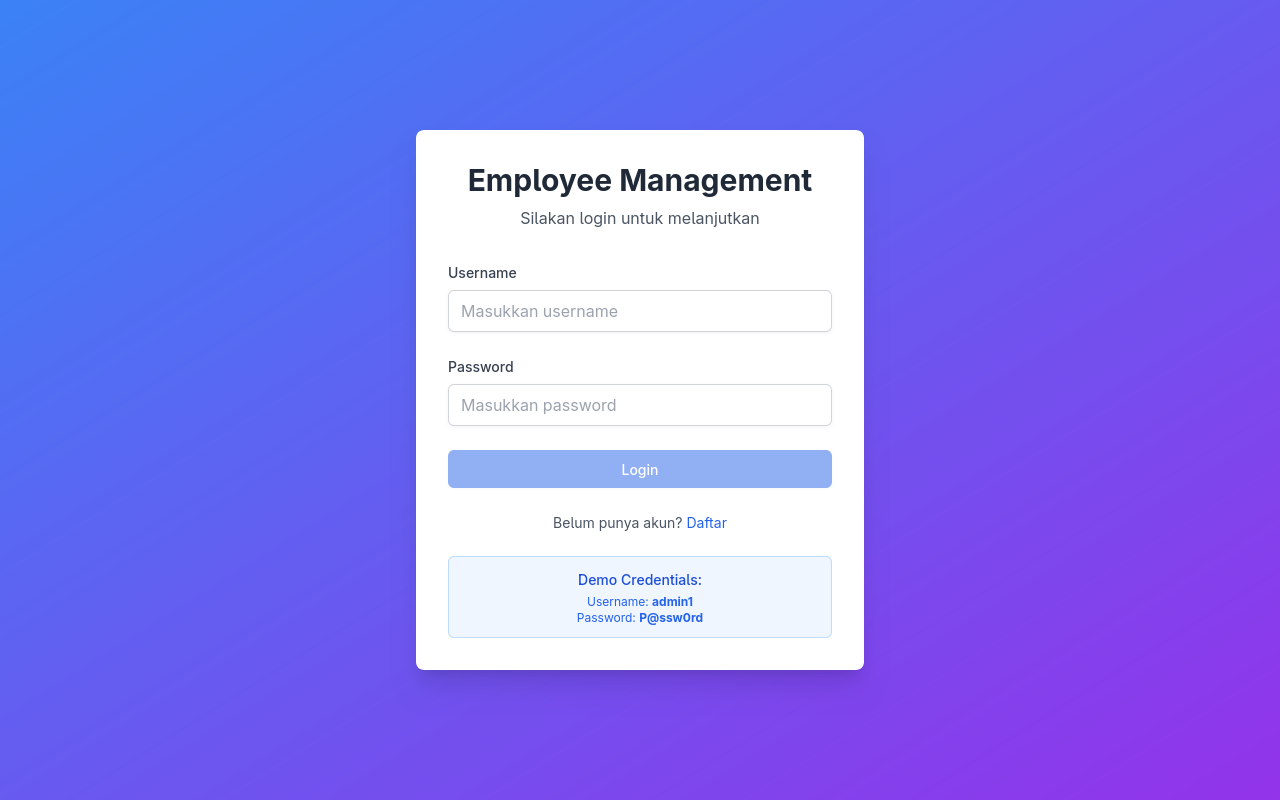 Employee Management
Silakan login untuk melanjutkan
Username
Masukkan username
Password
Masukkan password
Login
Belum punya akun? Daftar
Demo Credentials:
Username: admin1
Password: P@ssw0rd